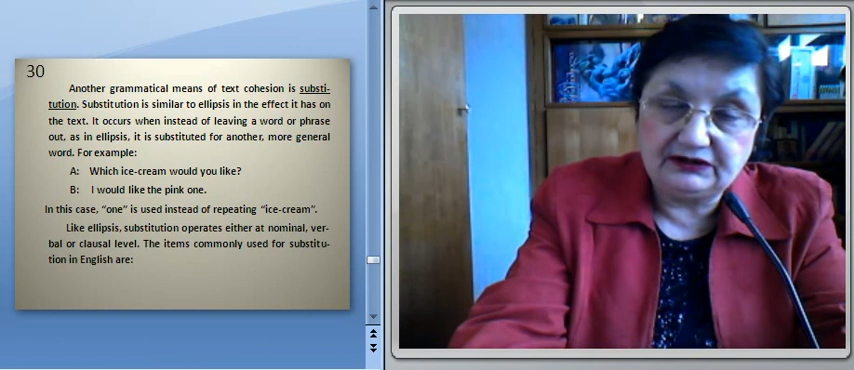 30
Another grammatical means of text cohesion is substi-
tution. Substitution is similar to ellipsis in the effect it has on
the text. It occurs when instead of leaving a word or phrase
out, as in ellipsis, it is substituted for another, more general
word. For example:
A: Which ice-cream would you like?
B: I would like the pink one.
In this case, “one” is used instead of repeating “ice-cream”.
Like ellipsis, substitution operates either at nominal, ver-
bal or clausal level. The items commonly used for substitu-
tion in English are: